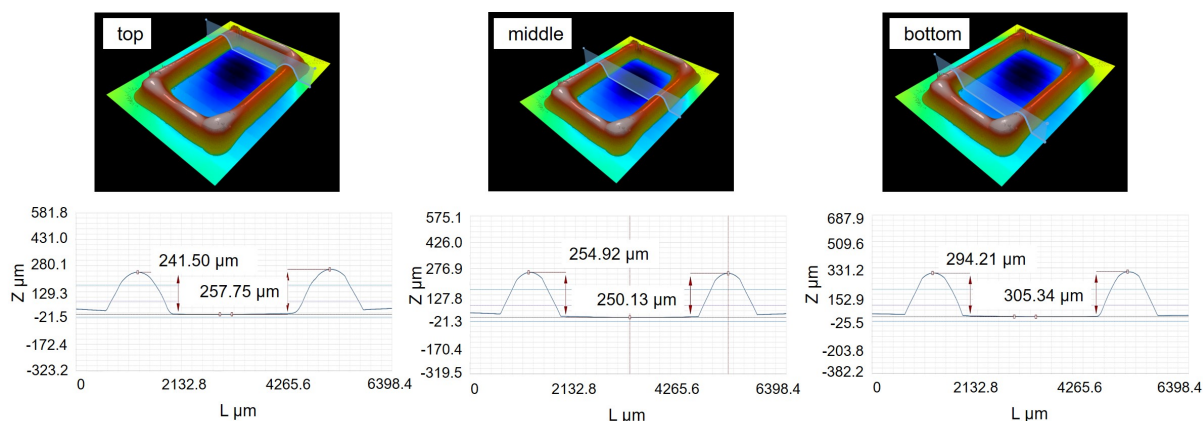 top
middle
bottom
581.8
431.0
280.1
129.3
-21.5
-172.4
-323.2
Z µm
241.50 µm
257.75 µm
0
2132.8
4265.6
6398.4
L µm
575.1
426.0
276.9
127.8
-21.3
-170.4
-319.5
Z µm
254.92 µm
250.13 µm
0
2132.8
4265.6
6398.4
L µm
687.9
509.6
331.2
152.9
-25.5
-203.8
-382.2
Z µm
294.21 µm
305.34 µm
0
2132.8
4265.6
6398.4
L µm